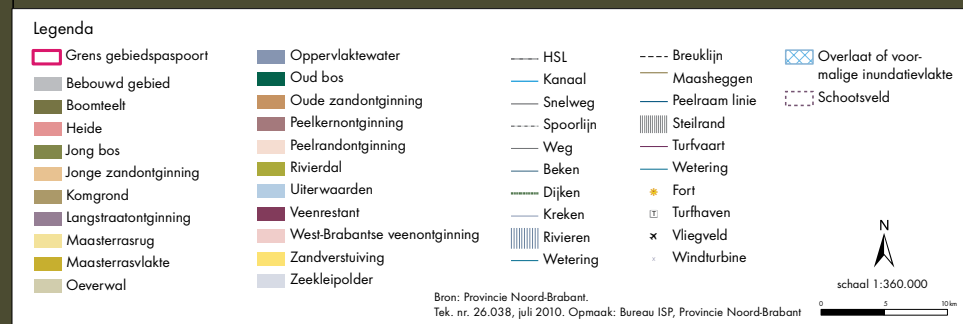 Legenda
Grens gebiedspaspoort
Bebouwd gebied
Boomteelt
Heide
Jong bos
Jonge zandontginning
Komgrond
Langstraatontginning
Maasterrasrug
Maasterrasvlakte
Oeverwal
Oppervlaktewater
Oud bos
Oude zandontginning
Peelkernontginning
Peelrandontginning
Rivierdal
Uiterwaarden
Veenrestant
West-Brabantse veenontginning
Zandverstuiving
Zeekleipolder
HSL
Kanaal
Snelweg
Spoorlijn
Weg
Beken
Dijken
Kreken
Rivieren
Wetering
Breuklijn
Maasheggen
Peelraam linie
Steilrand
Turfvaart
Wetering
Fort
T Turfhaven
Vliegveld
Windturbine
Overlaat of voor-
malige inundatievlakte
Schootsveld
N
schaal 1:360.000
0 5 10 km
Bron: Provincie Noord-Brabant.
Tek. nr. 26.038, juli 2010. Opmaak: Bureau ISP, Provincie Noord-Brabant